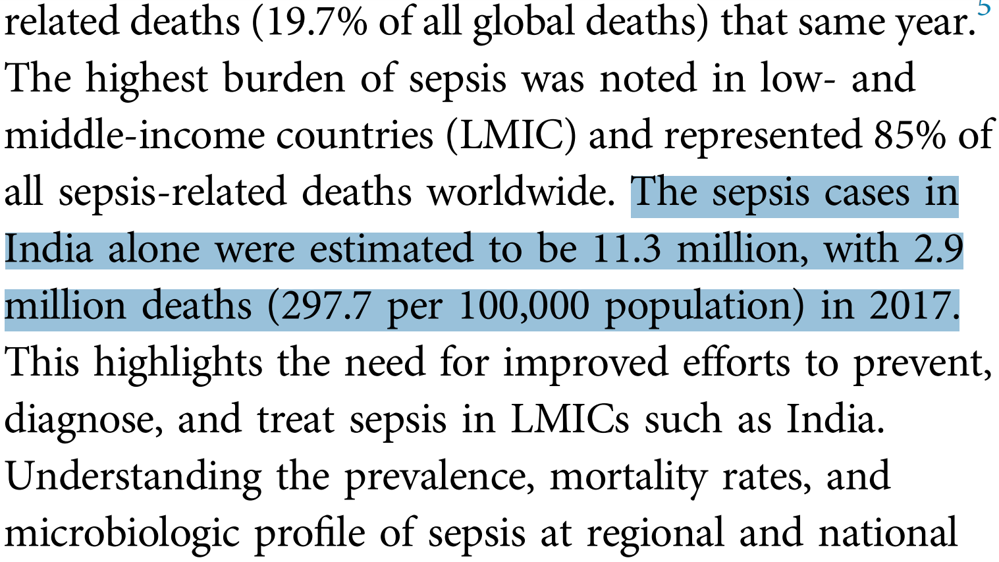 related deaths (19.7% of all global deaths) that same year.5
The highest burden of sepsis was noted in low- and
middle-income countries (LMIC) and represented 85% of
all sepsis-related deaths worldwide. The sepsis cases in
India alone were estimated to be 11.3 million, with 2.9
million deaths (297.7 per 100,000 population) in 2017.
This highlights the need for improved efforts to prevent,
diagnose, and treat sepsis in LMICs such as India.
Understanding the prevalence, mortality rates, and
microbiologic profile of sepsis at regional and national